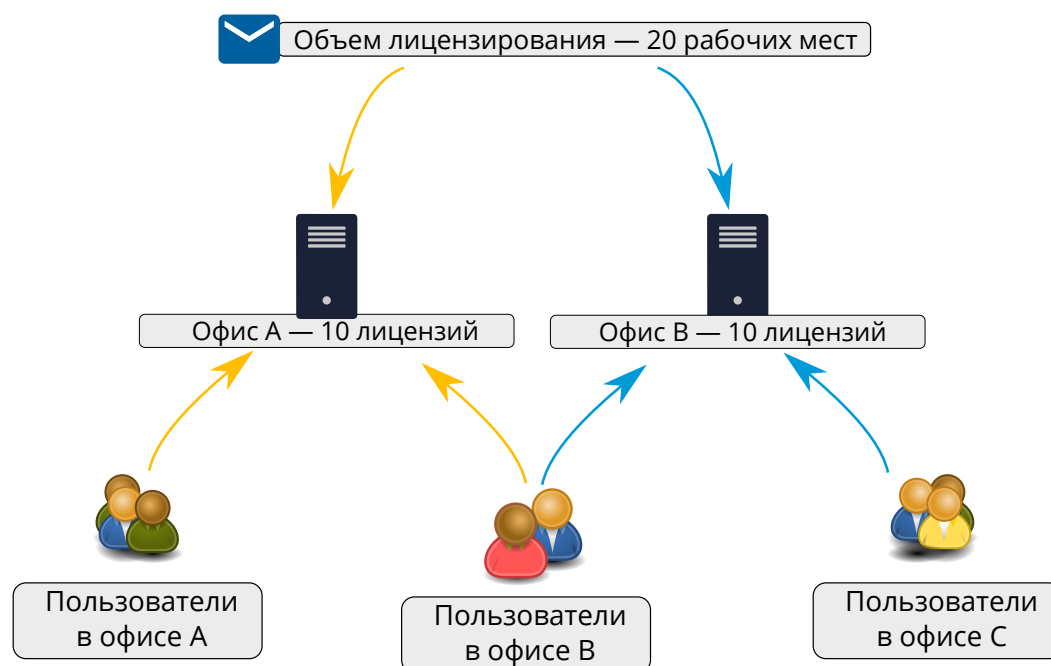 Объем лицензирования — 20 рабочих мест
Офис A — 10 лицензий
Офис B — 10 лицензий
Пользователи
в офисе A
Пользователи
в офисе B
Пользователи
в офисе C